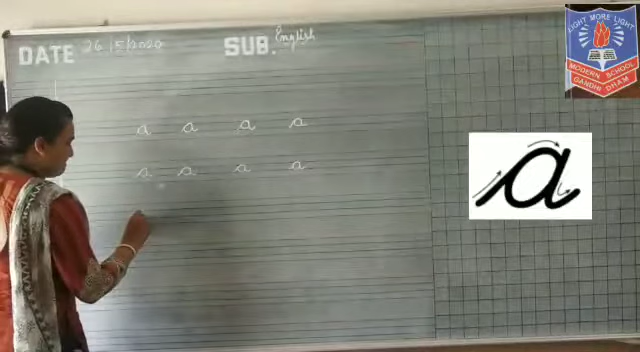 DATE 26/5/2020 SUB. English
LIGHT MORE LIGHT
MODERN SCHOOL
GANDHI DHAM
a a a a
a a a a
a